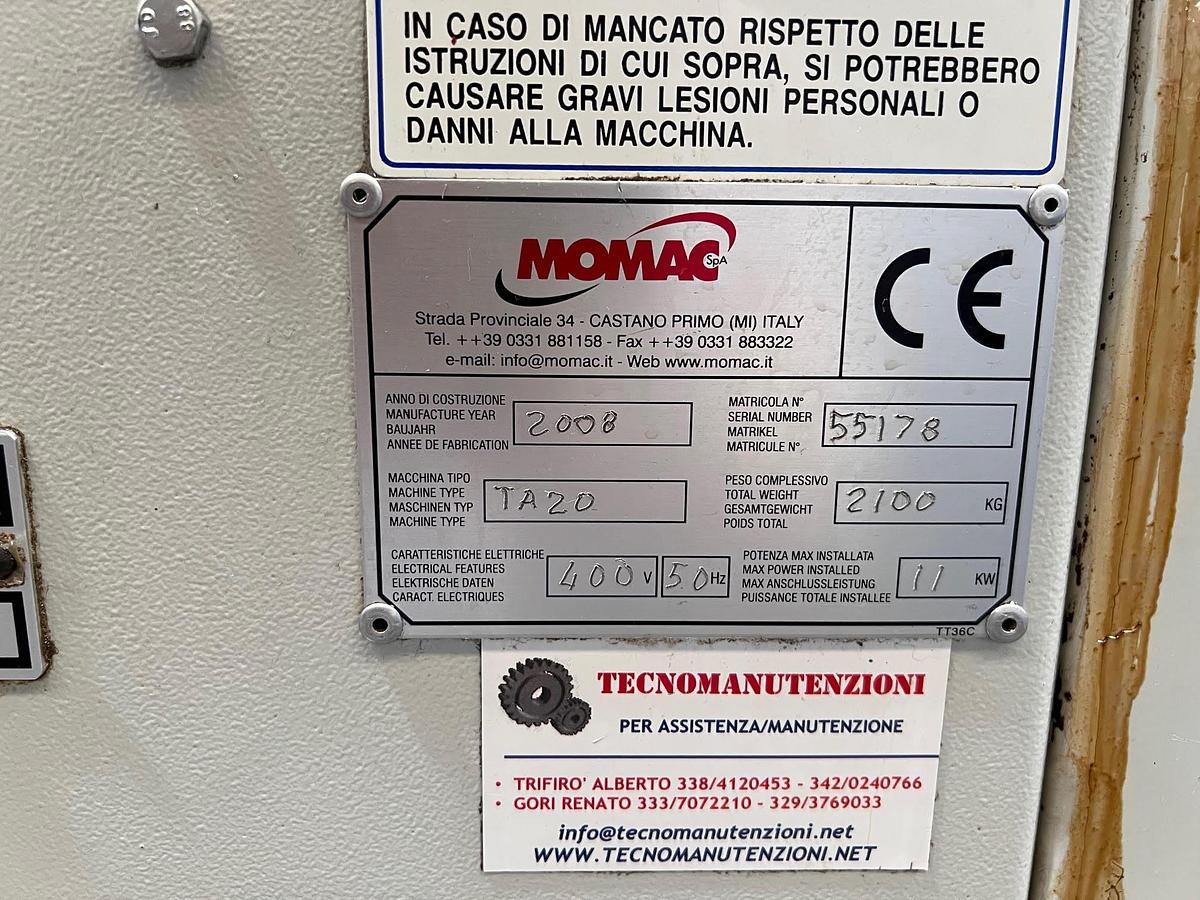 8.8
IN CASO DI MANCATO RISPETTO DELLE
ISTRUZIONI DI CUI SOPRA, SI POTREBBERO
CAUSARE GRAVI LESIONI PERSONALI O
DANNI ALLA MACCHINA.
MOMAC SpA
CE
Strada Provinciale 34 - CASTANO PRIMO (MI) ITALY
Tel. ++39 0331 881158 - Fax ++39 0331 883322
e-mail: info@momac.it - Web www.momac.it
ANNO DI COSTRUZIONE
MANUFACTURE YEAR
BAUJAHR
ANNEE DE FABRICATION
2008
MATRICOLA N°
SERIAL NUMBER
MATRIKEL
MATRICULE N°
55178
MACCHINA TIPO
MACHINE TYPE
MASCHINEN TYP
MACHINE TYPE
TA20
PESO COMPLESSIVO
TOTAL WEIGHT
GESAMTGEWICHT
POIDS TOTAL
2100 KG
CARATTERISTICHE ELETTRICHE
ELECTRICAL FEATURES
ELEKTRISCHE DATEN
CARACT. ELECTRIQUES
400 V 50 Hz
POTENZA MAX INSTALLATA
MAX POWER INSTALLED
MAX ANSCHLUSSLEISTUNG
PUISSANCE TOTALE INSTALLEE
11 KW
TT36C
TECNOMANUTENZIONI
PER ASSISTENZA/MANUTENZIONE
• TRIFIRO' ALBERTO 338/4120453 - 342/0240766
• GORI RENATO 333/7072210 - 329/3769033
info@tecnomanutenzioni.net
WWW.TECNOMANUTENZIONI.NET